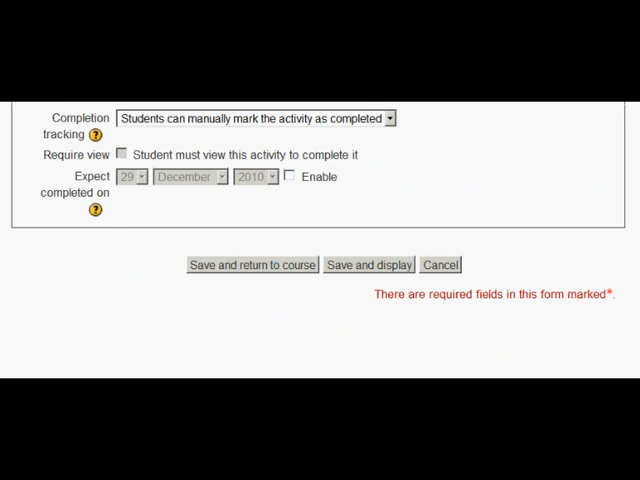 Completion tracking ? Students can manually mark the activity as completed
Require view Student must view this activity to complete it
Expect completed on ? 29 December 2010 Enable
Save and return to course Save and display Cancel
There are required fields in this form marked*.